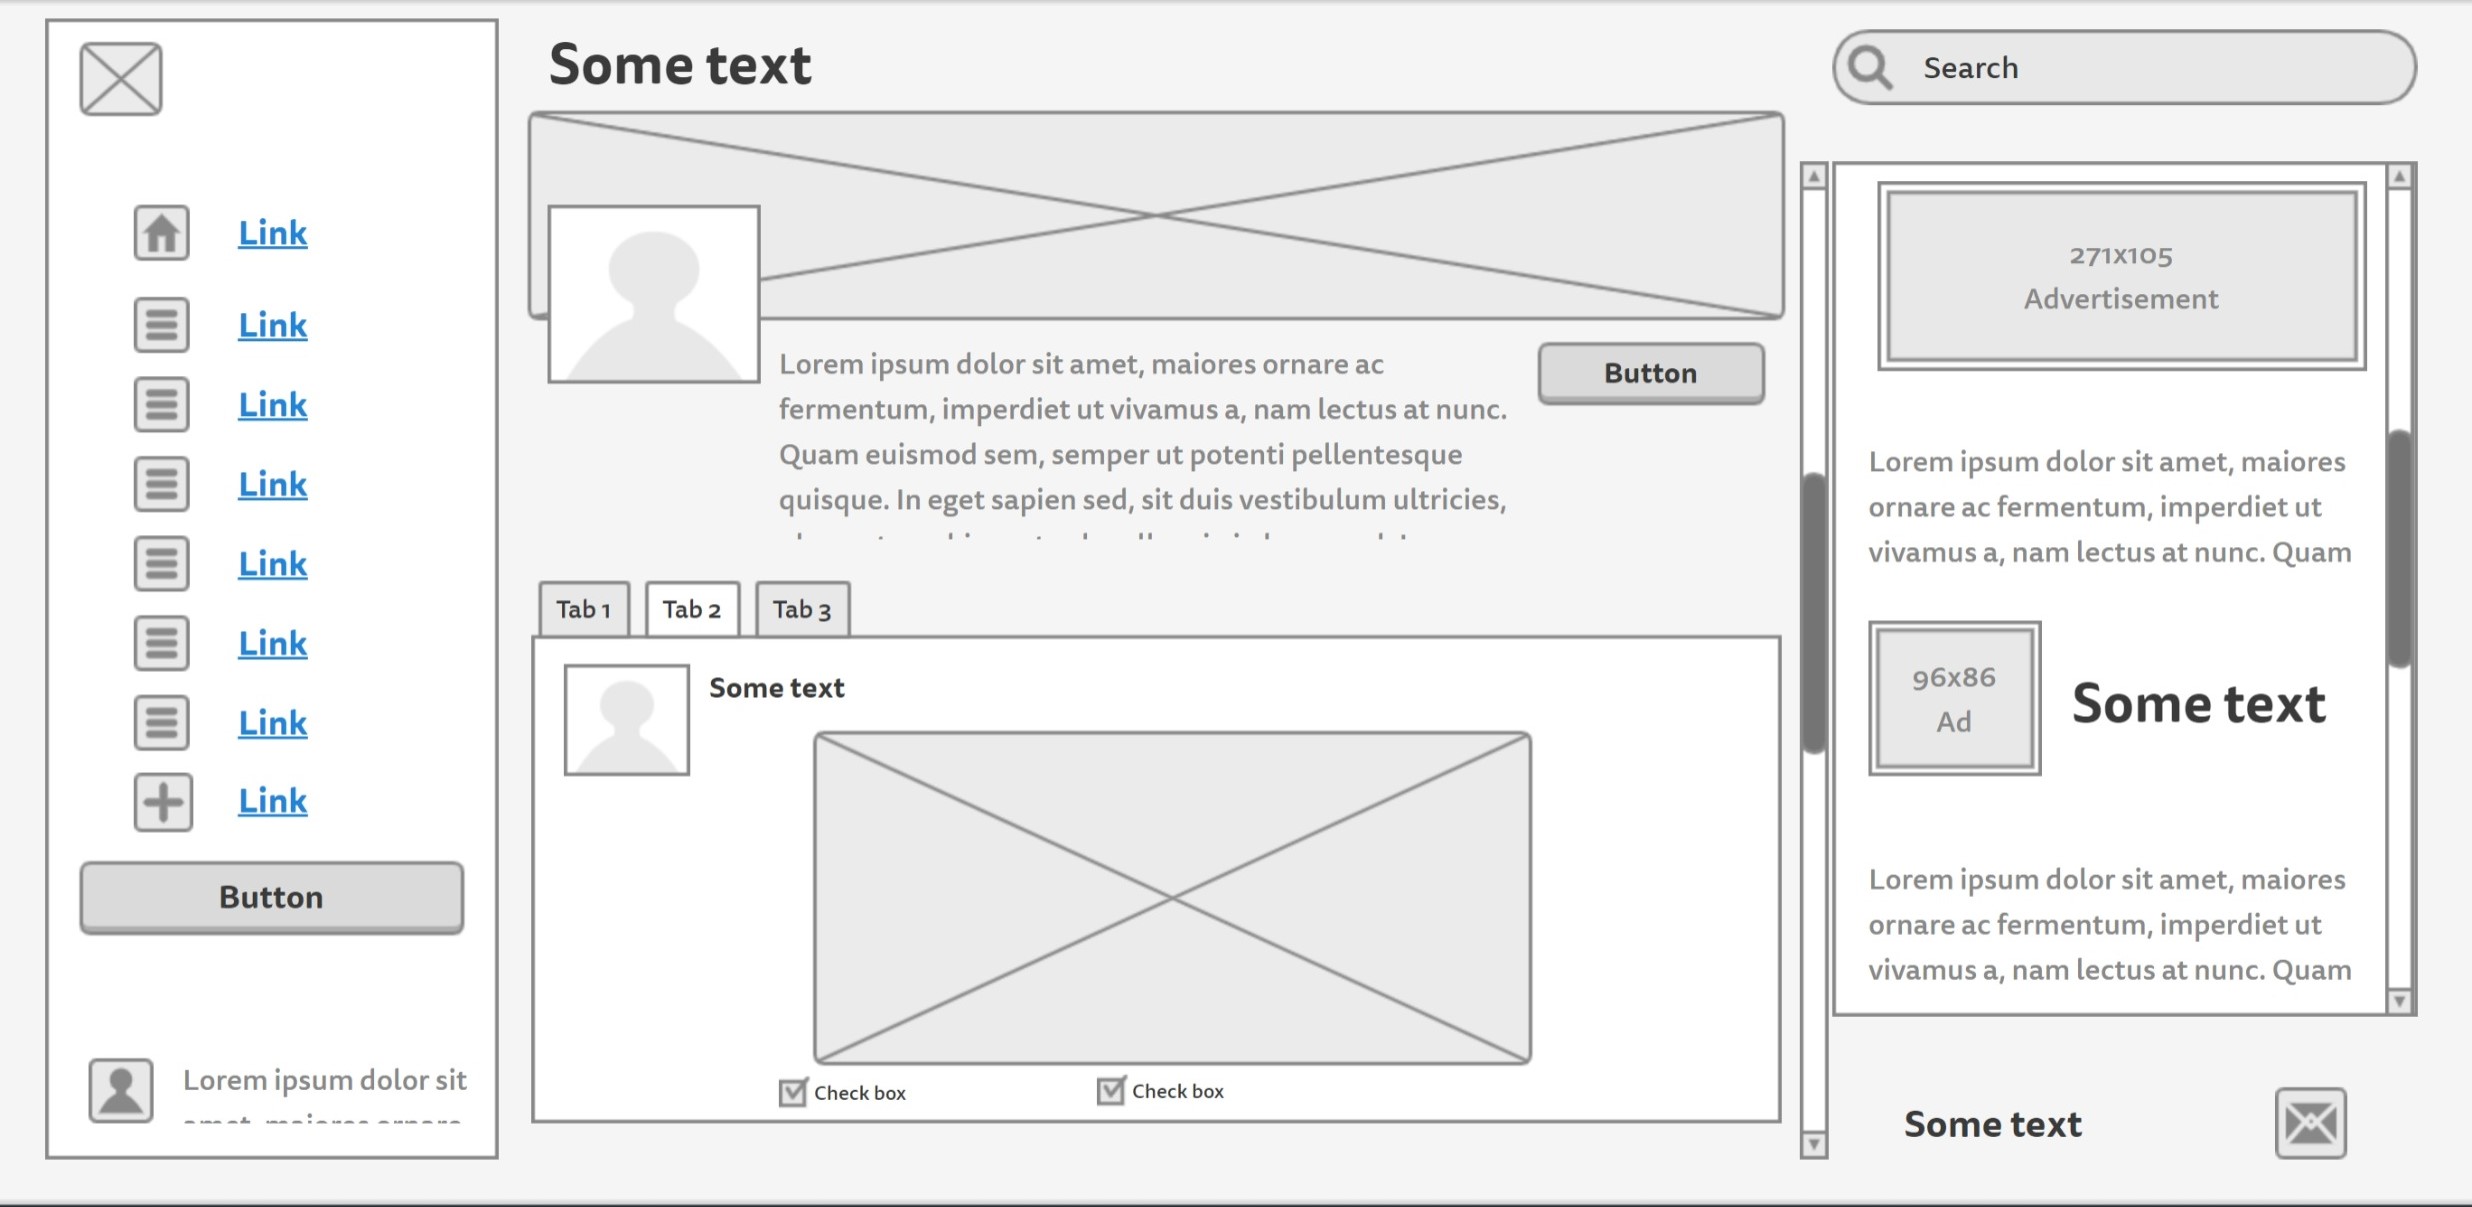 Link
Link
Link
Link
Link
Link
Link
Link
Button
Lorem ipsum dolor sit
Some text
Lorem ipsum dolor sit amet, maiores ornare ac
fermentum, imperdiet ut vivamus a, nam lectus at nunc.
Quam euismod sem, semper ut potenti pellentesque
quisque. In eget sapien sed, sit duis vestibulum ultricies,
Button
Tab 1
Tab 2
Tab 3
Some text
Check box
Check box
Search
271x105
Advertisement
Lorem ipsum dolor sit amet, maiores
ornare ac fermentum, imperdiet ut
vivamus a, nam lectus at nunc. Quam
96x86
Ad
Some text
Lorem ipsum dolor sit amet, maiores
ornare ac fermentum, imperdiet ut
vivamus a, nam lectus at nunc. Quam
Some text